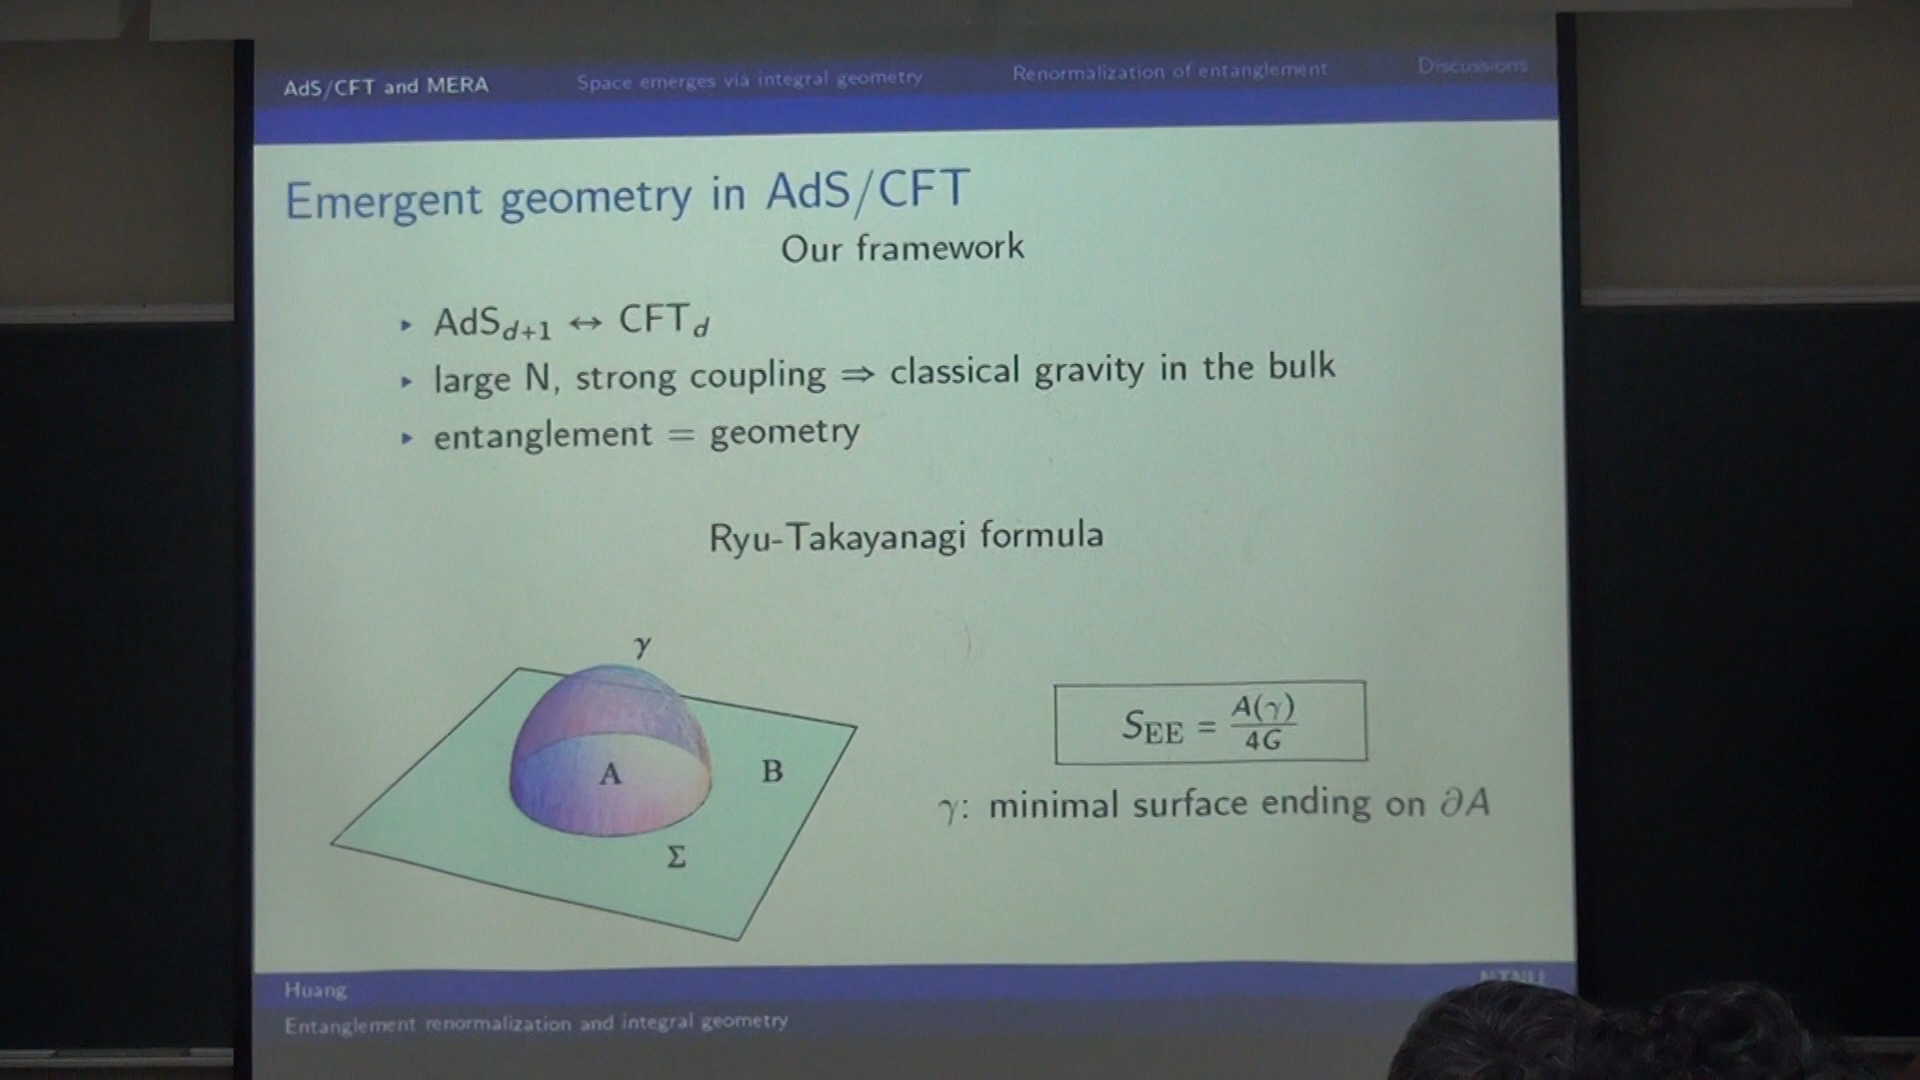 AdS/CFT and MERA Space emerges via integral geometry Renormalization of entanglement Discussions
Emergent geometry in AdS/CFT
Our framework
▸ AdS_{d+1} ↔ CFT_d
▸ large N, strong coupling ⇒ classical gravity in the bulk
▸ entanglement = geometry
Ryu-Takayanagi formula
γ
A
B
Σ
S_{EE} = A(γ)/4G
γ: minimal surface ending on ∂A
Huang
Entanglement renormalization and integral geometry